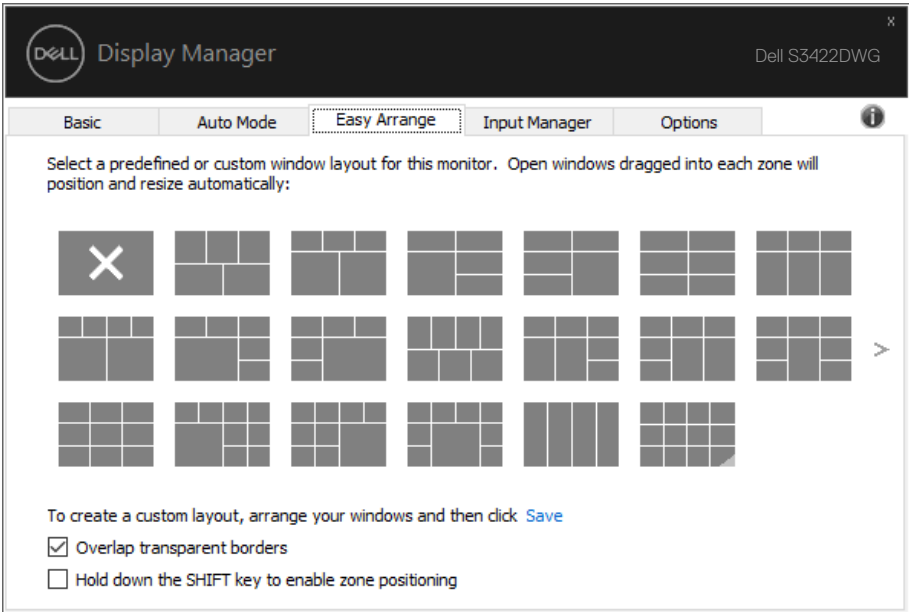 x
DELL Display Manager
Dell S3422DWG
Basic Auto Mode Easy Arrange Input Manager Options
Select a predefined or custom window layout for this monitor. Open windows dragged into each zone will
position and resize automatically:
>
To create a custom layout, arrange your windows and then click Save
Overlap transparent borders
Hold down the SHIFT key to enable zone positioning